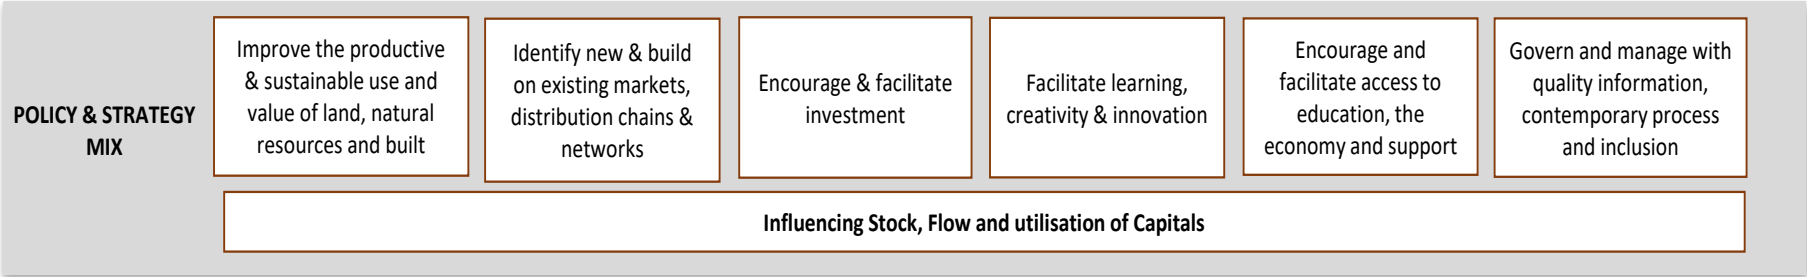 POLICY & STRATEGY
MIX
Improve the productive
& sustainable use and
value of land, natural
resources and built
Identify new & build
on existing markets,
distribution chains &
networks
Encourage & facilitate
investment
Facilitate learning,
creativity & innovation
Encourage and
facilitate access to
education, the
economy and support
Govern and manage with
quality information,
contemporary process
and inclusion
Influencing Stock, Flow and utilisation of Capitals